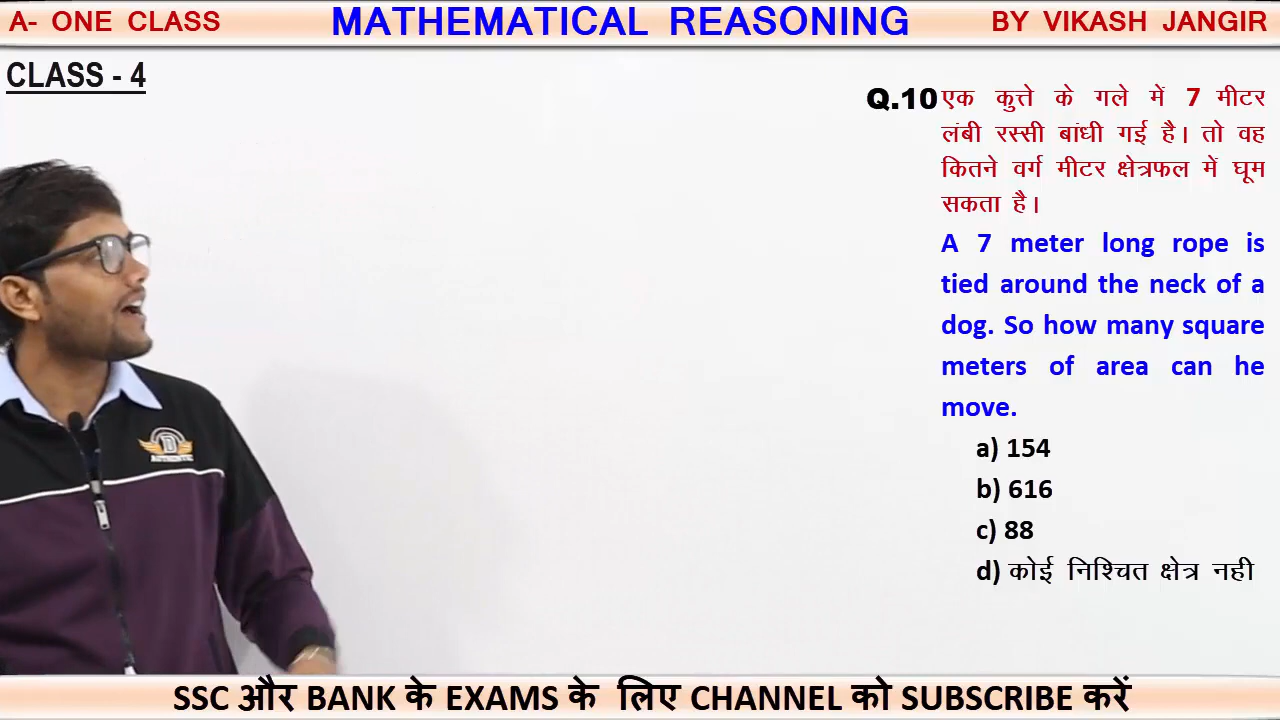 A- ONE CLASS
MATHEMATICAL REASONING
BY VIKASH JANGIR
CLASS - 4
Q.10 एक कुत्ते के गले में 7 मीटर
लंबी रस्सी बांधी गई है। तो वह
कितने वर्ग मीटर क्षेत्रफल में घूम
सकता है।
A 7 meter long rope is
tied around the neck of a
dog. So how many square
meters of area can he
move.
a) 154
b) 616
c) 88
d) कोई निश्चित क्षेत्र नही
SSC और BANK के EXAMS के लिए CHANNEL को SUBSCRIBE करें